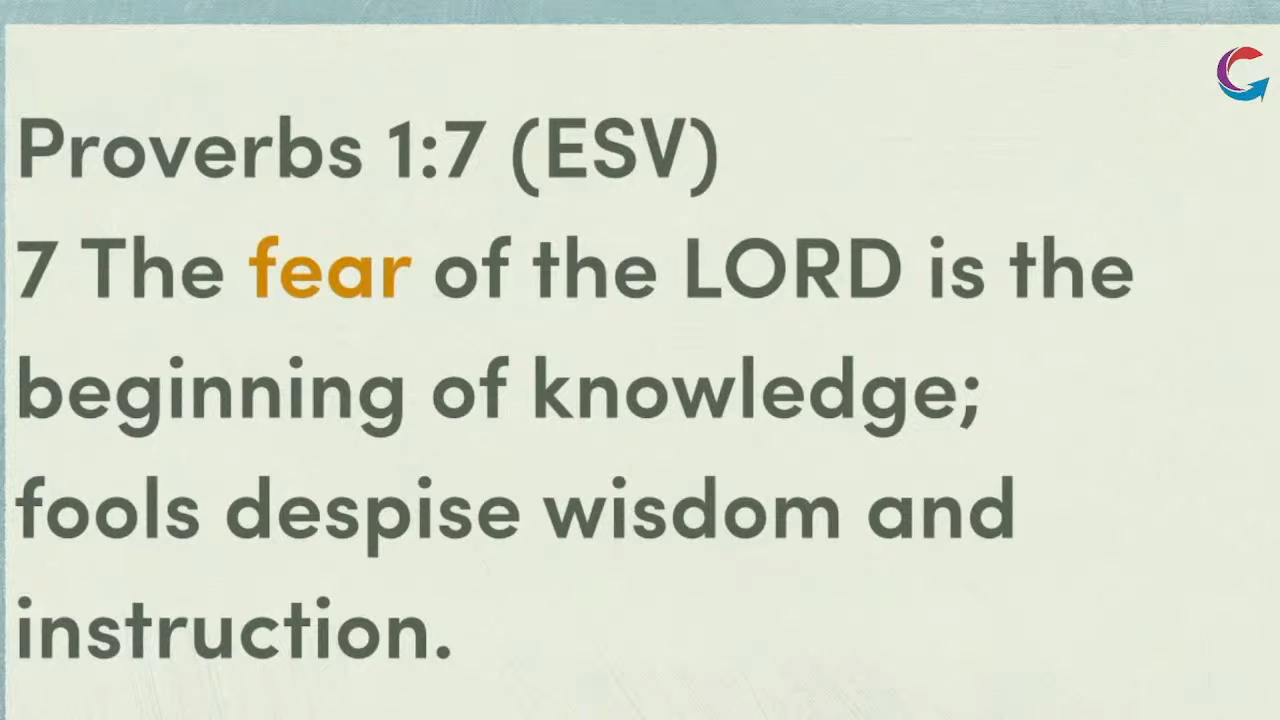 Proverbs 1:7 (ESV)
7 The fear of the LORD is the
beginning of knowledge;
fools despise wisdom and
instruction.